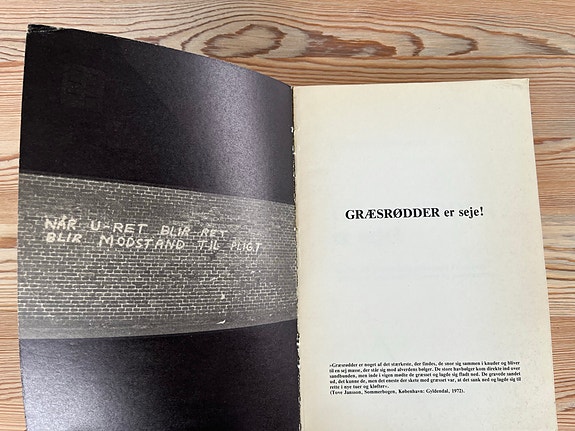 NÅR U-RET BLIR RET
BLIR MODSTAND TIL PLIGT
GRÆSRØDDER er seje!
»Græsrødder er noget af det stærkeste, der findes, de snor sig sammen i knuder og bliver
til en sej masse, der står sig mod alverdens bølger. De store havbølger kom direkte ind over
sandbunden, men inde i vigen mødte de græsset og lagde sig fladt ned. De gravede sandet
ud, det kunne de, men det eneste der skete med græsset var, at det sank ned og lagde sig til
rette i nye tuer og kløfter«.
(Tove Jansson, Sommerbogen, København: Gyldendal, 1972).